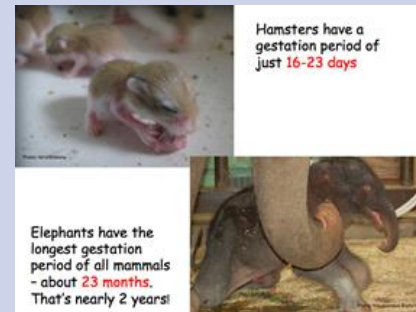 Hamsters have a
gestation period of
just 16-23 days
Elephants have the
longest gestation
period of all mammals
– about 23 months.
That's nearly 2 years!